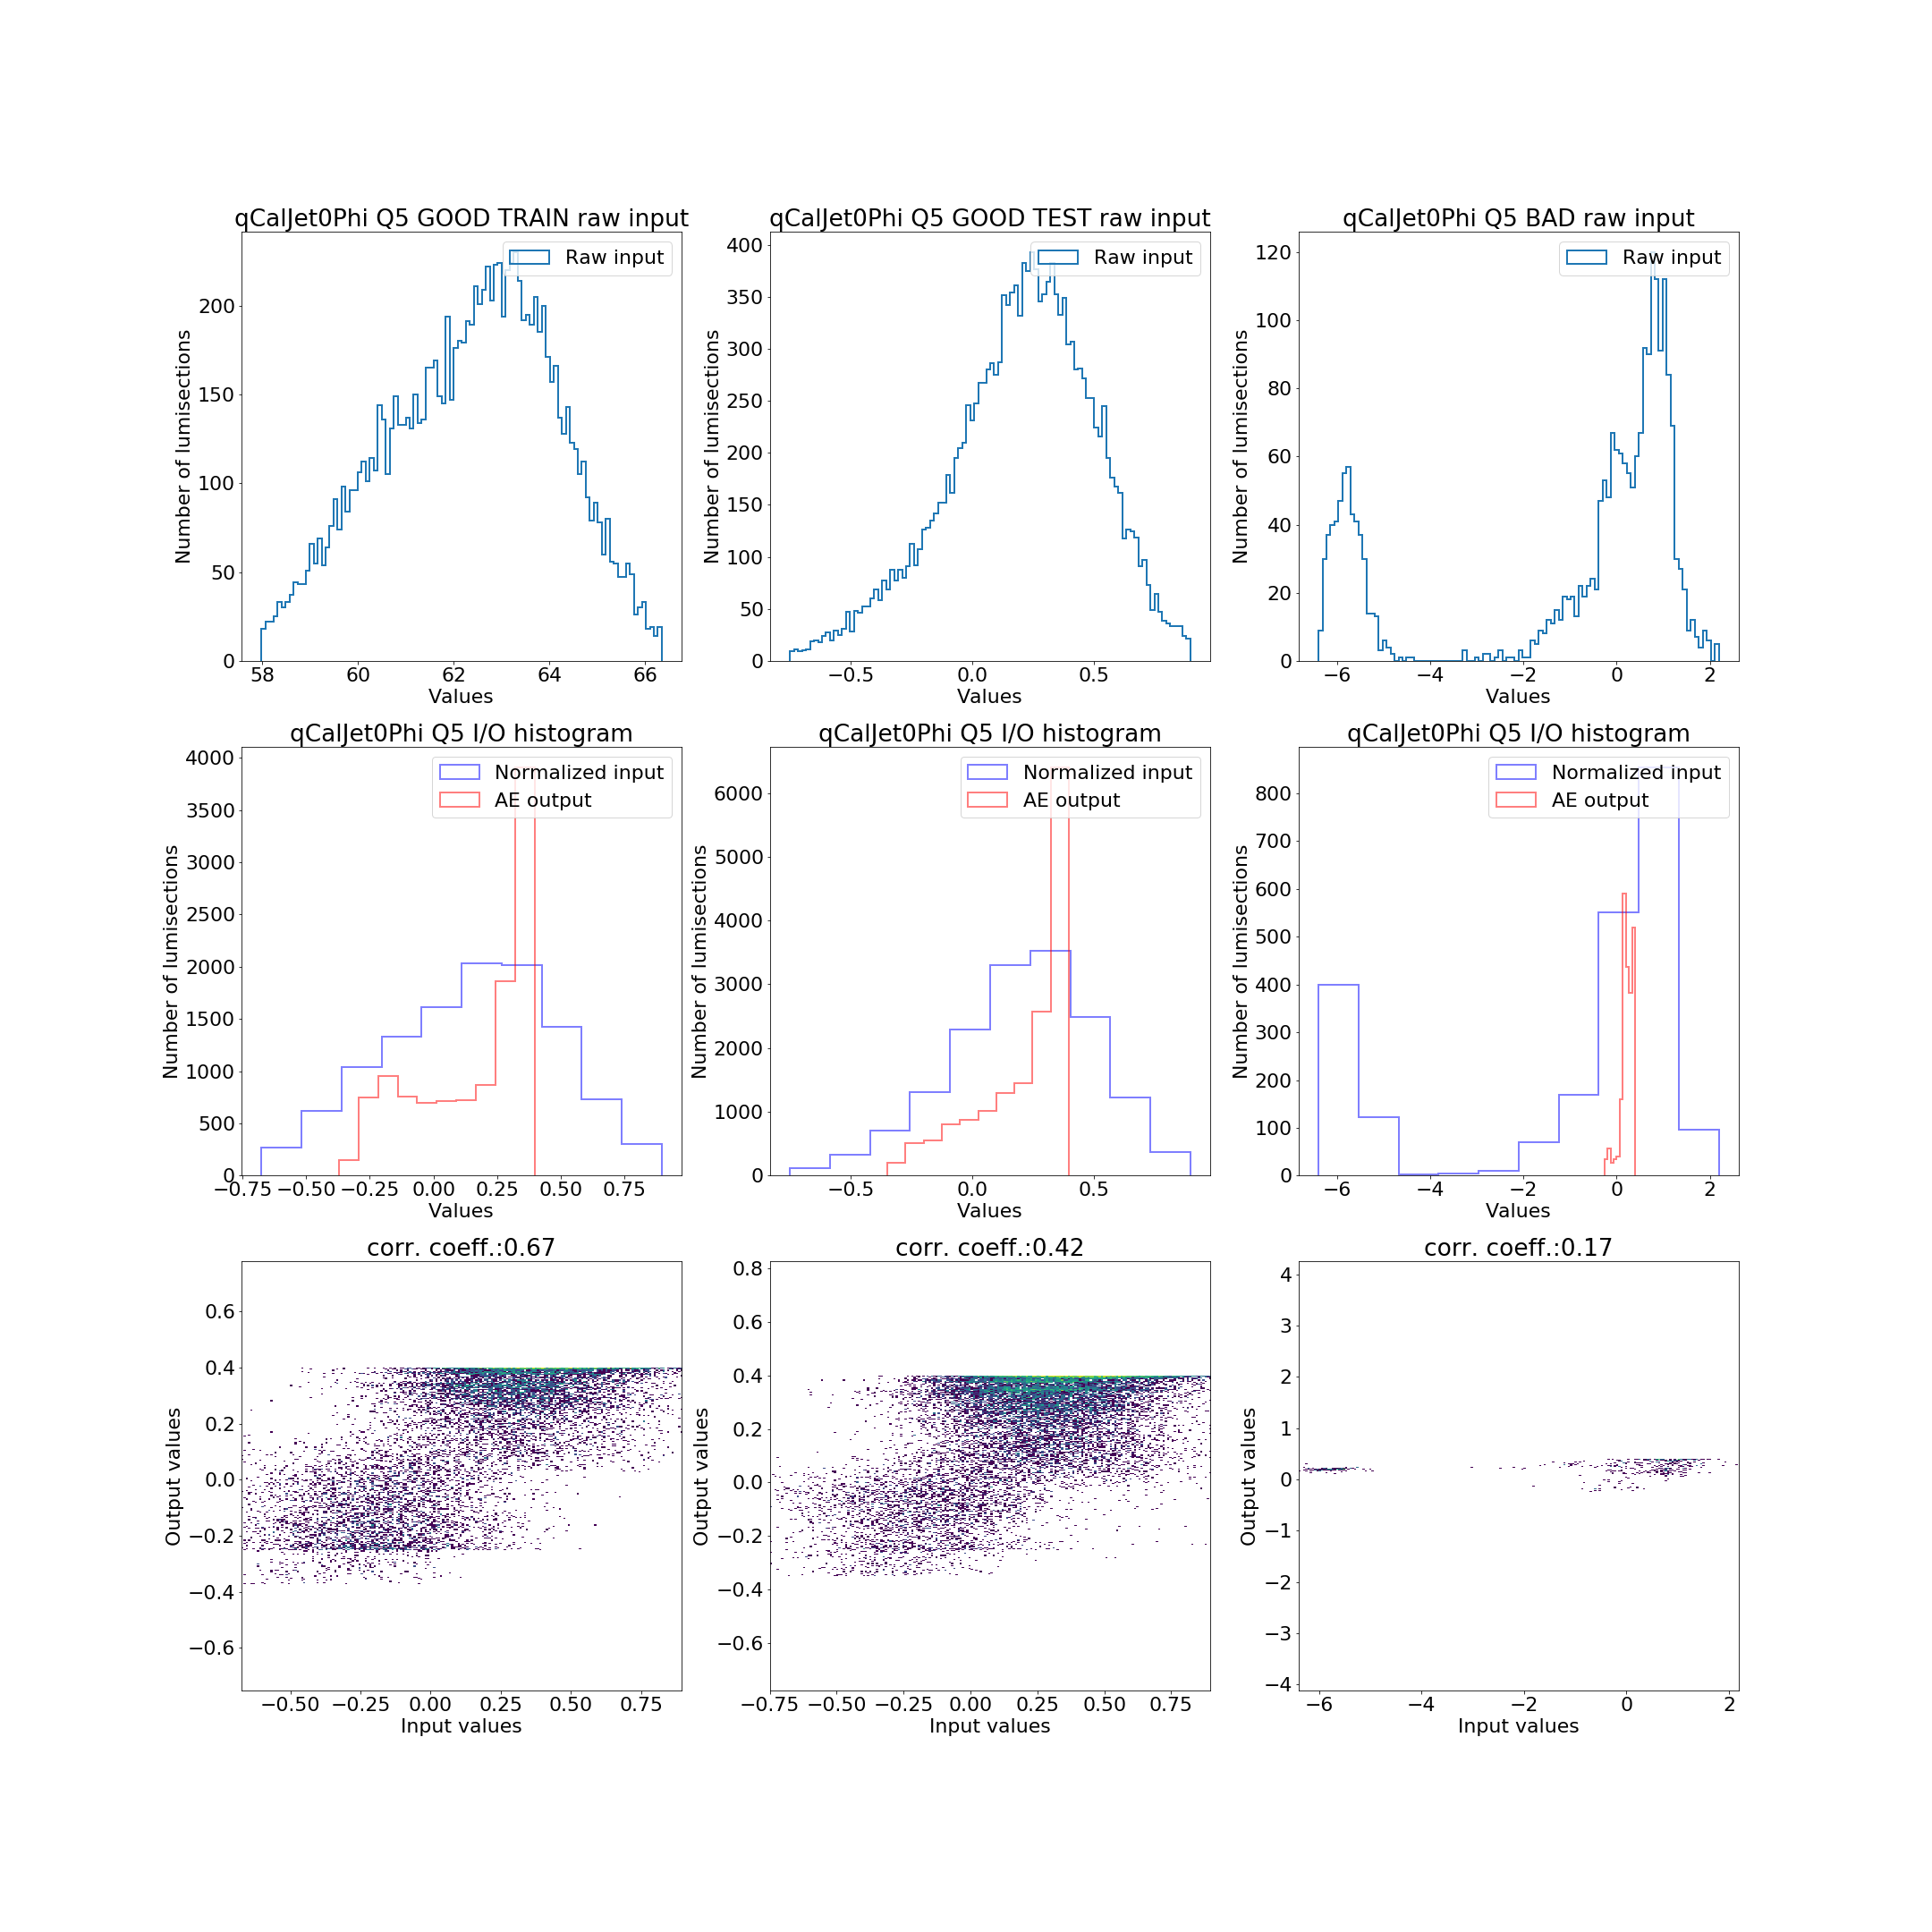 qCalJet0Phi Q5 GOOD TRAIN raw input
Raw input
200
150
100
50
0
58 60 62 64 66
Number of lumisections
Values
qCalJet0Phi Q5 GOOD TEST raw input
Raw input
400
350
300
250
200
150
100
50
0
−0.5 0.0 0.5
Number of lumisections
Values
qCalJet0Phi Q5 BAD raw input
Raw input
120
100
80
60
40
20
0
−6 −4 −2 0 2
Number of lumisections
Values
qCalJet0Phi Q5 I/O histogram
Normalized input
AE output
4000
3500
3000
2500
2000
1500
1000
500
0
−0.75 −0.50 −0.25 0.00 0.25 0.50 0.75
Number of lumisections
Values
qCalJet0Phi Q5 I/O histogram
Normalized input
AE output
6000
5000
4000
3000
2000
1000
0
−0.5 0.0 0.5
Number of lumisections
Values
qCalJet0Phi Q5 I/O histogram
Normalized input
AE output
800
700
600
500
400
300
200
100
0
−6 −4 −2 0 2
Number of lumisections
Values
corr. coeff.:0.67
0.6
0.4
0.2
0.0
−0.2
−0.4
−0.6
−0.50 −0.25 0.00 0.25 0.50 0.75
Output values
Input values
corr. coeff.:0.42
0.8
0.6
0.4
0.2
0.0
−0.2
−0.4
−0.6
−0.75 −0.50 −0.25 0.00 0.25 0.50 0.75
Output values
Input values
corr. coeff.:0.17
4
3
2
1
0
−1
−2
−3
−4
−6 −4 −2 0 2
Output values
Input values